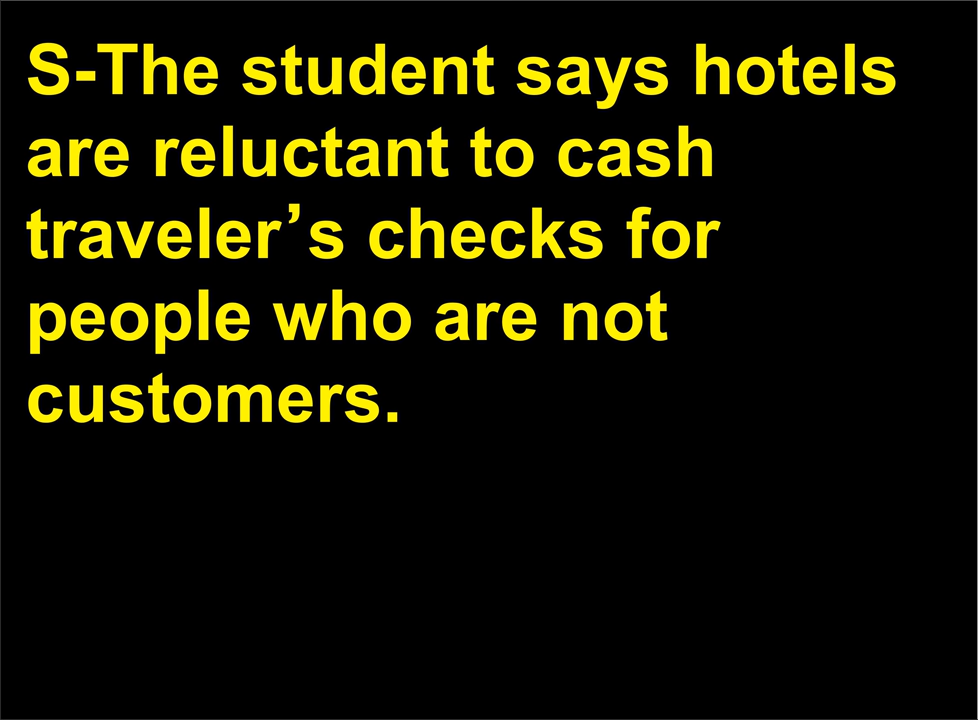 S-The student says hotels
are reluctant to cash
traveler’s checks for
people who are not
customers.